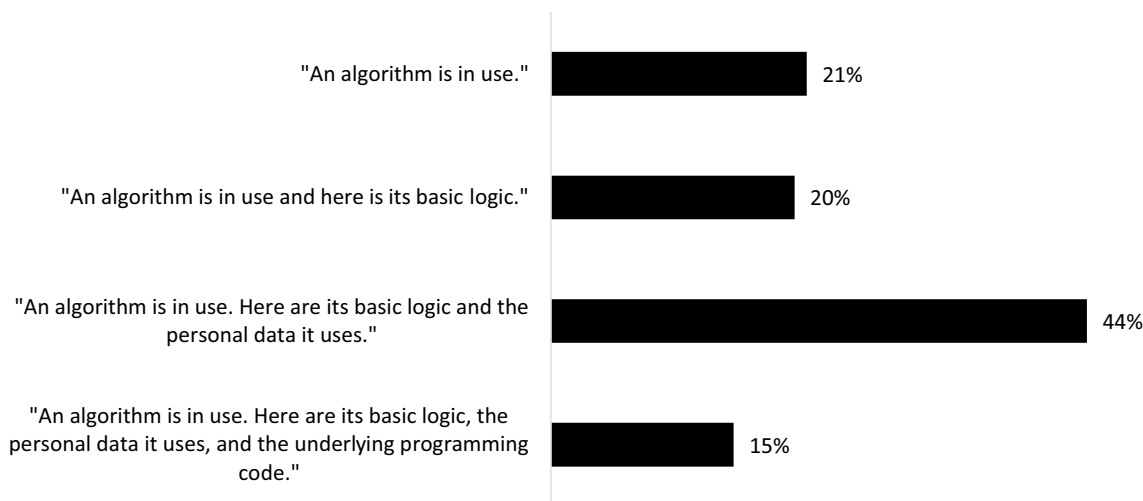 "An algorithm is in use."
21%
"An algorithm is in use and here is its basic logic."
20%
"An algorithm is in use. Here are its basic logic and the
personal data it uses."
44%
"An algorithm is in use. Here are its basic logic, the
personal data it uses, and the underlying programming
code."
15%